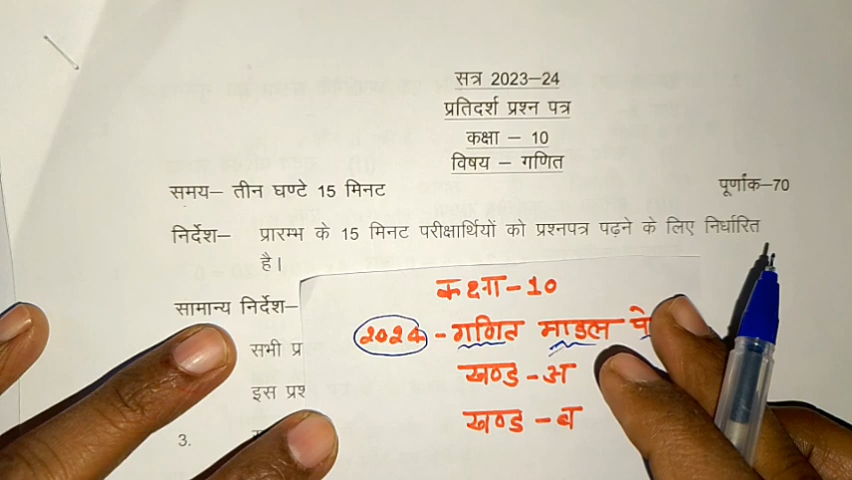 सत्र 2023–24
प्रतिदर्श प्रश्न पत्र
कक्षा – 10
विषय – गणित
समय– तीन घण्टे 15 मिनट पूर्णांक–70
निर्देश– प्रारम्भ के 15 मिनट परीक्षार्थियों को प्रश्नपत्र पढ़ने के लिए निर्धारित
है।
सामान्य निर्देश–
सभी
इस
3.
कक्षा-10
2024 - गणित माडल
खण्ड - अ
खण्ड - ब